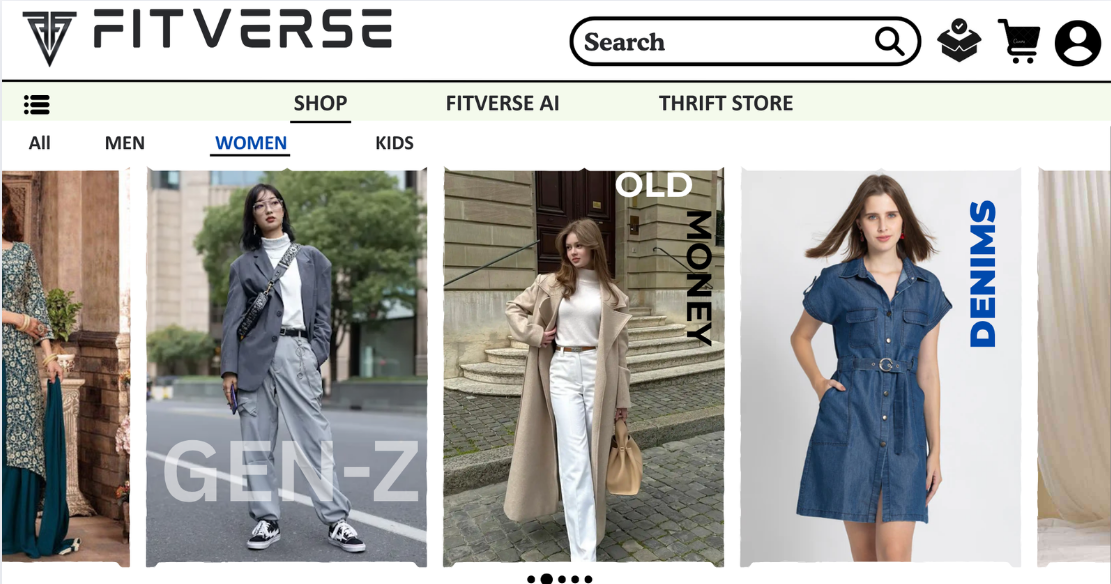 FITVERSE
Search
SHOP FITVERSE AI THRIFT STORE
All MEN WOMEN KIDS
GEN-Z
OLD
MONEY
DENIMS